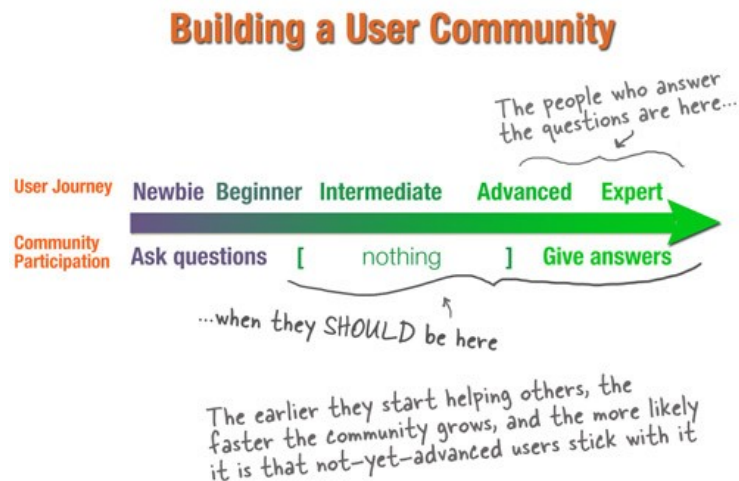 Building a User Community
The people who answer
the questions are here...
User Journey
Newbie Beginner Intermediate Advanced Expert
Community
Participation
Ask questions [ nothing ] Give answers
...when they SHOULD be here
The earlier they start helping others, the
faster the community grows, and the more likely
it is that not-yet-advanced users stick with it